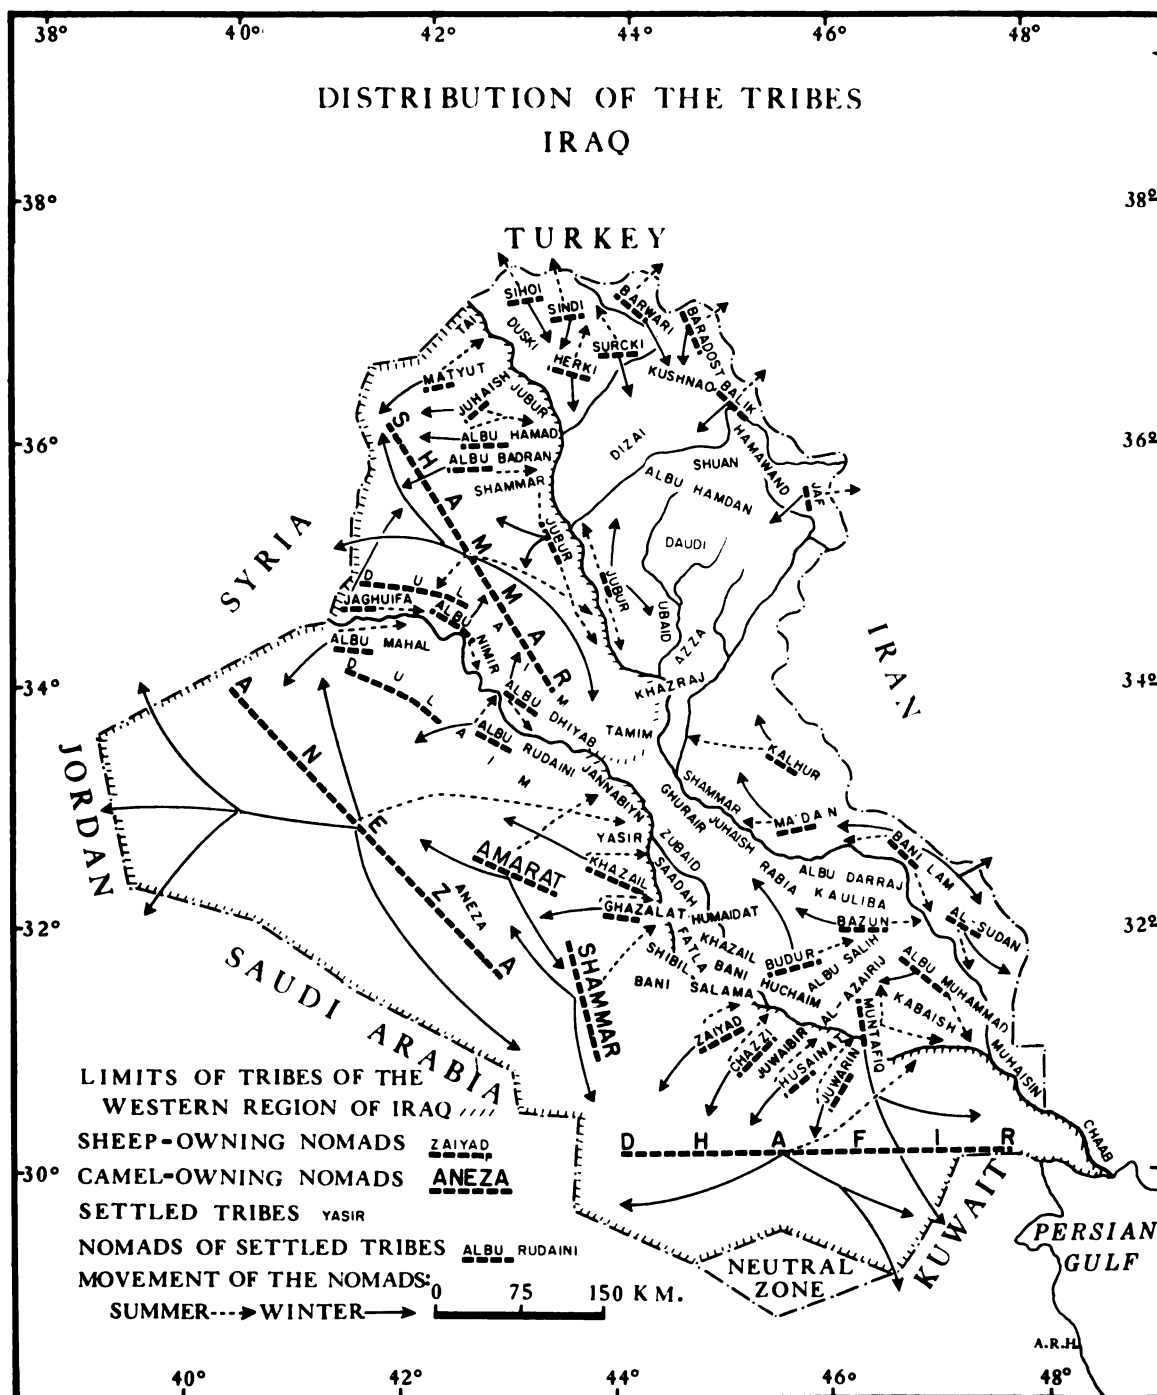 38° 40° 42° 44° 46° 48°
DISTRIBUTION OF THE TRIBES
IRAQ
38° 38º
TURKEY
SIHOI
SINDI
BARWARI
BARADOST
TAI
DUSKI
SURCKI
HERKI
KUSHNAO
BALIK
MATYUT
JUHAISH
JUBUR
ALBU HAMAD
ALBU BADRAN
SHAMMAR
SHAMMAR
36° 36º
DIZAI
SHUAN
HAMAWAND
ALBU HAMDAN
JAF
JUBUR
JUBUR
DAUDI
UBAID
AZZA
KHAZRAJ
SYRIA
IRAN
DULAIM
JAGHUIFA
ALBU NIMIR
ALBU MAHAL
DULAIM
34° 34º
ALBU DHIYAB
TAMIM
ALBU RUDAINI
JANNABIYN
JORDAN
ANEZA
KALHUR
SHAMMAR
GHURAIR
JUHAISH
MA'DAN
BANI LAM
YASIR
ZUBAID
SAADAH
RABIA
ALBU DARRAJ
KAULIBA
AMARAT
KHAZAIL
ANEZA
GHAZALAT
HUMAIDAT
BAZUN
AL-SUDAN
32° 32º
FATLA
KHAZAIL
SHIBIL
BANI HUCHAIM
BUDUR
ALBU SALIH
AL-AZAIRIJ
ALBU MUHAMMAD
BANI SALAMA
SHAMMAR
KABAISH
MUNTAFIQ
ZAIYAD
CHAZZI
JUWAIBIR
HUSAINAT
JUWARIN
MUHAISIN
CHAAB
SAUDI ARABIA
DHAFIR
LIMITS OF TRIBES OF THE
WESTERN REGION OF IRAQ
SHEEP-OWNING NOMADS ZAIYAD
CAMEL-OWNING NOMADS ANEZA
SETTLED TRIBES YASIR
NOMADS OF SETTLED TRIBES ALBU RUDAINI
MOVEMENT OF THE NOMADS:
SUMMER WINTER
0 75 150 KM.
30°
KUWAIT
NEUTRAL
ZONE
PERSIAN
GULF
A.R.H.
40° 42° 44° 46° 48°